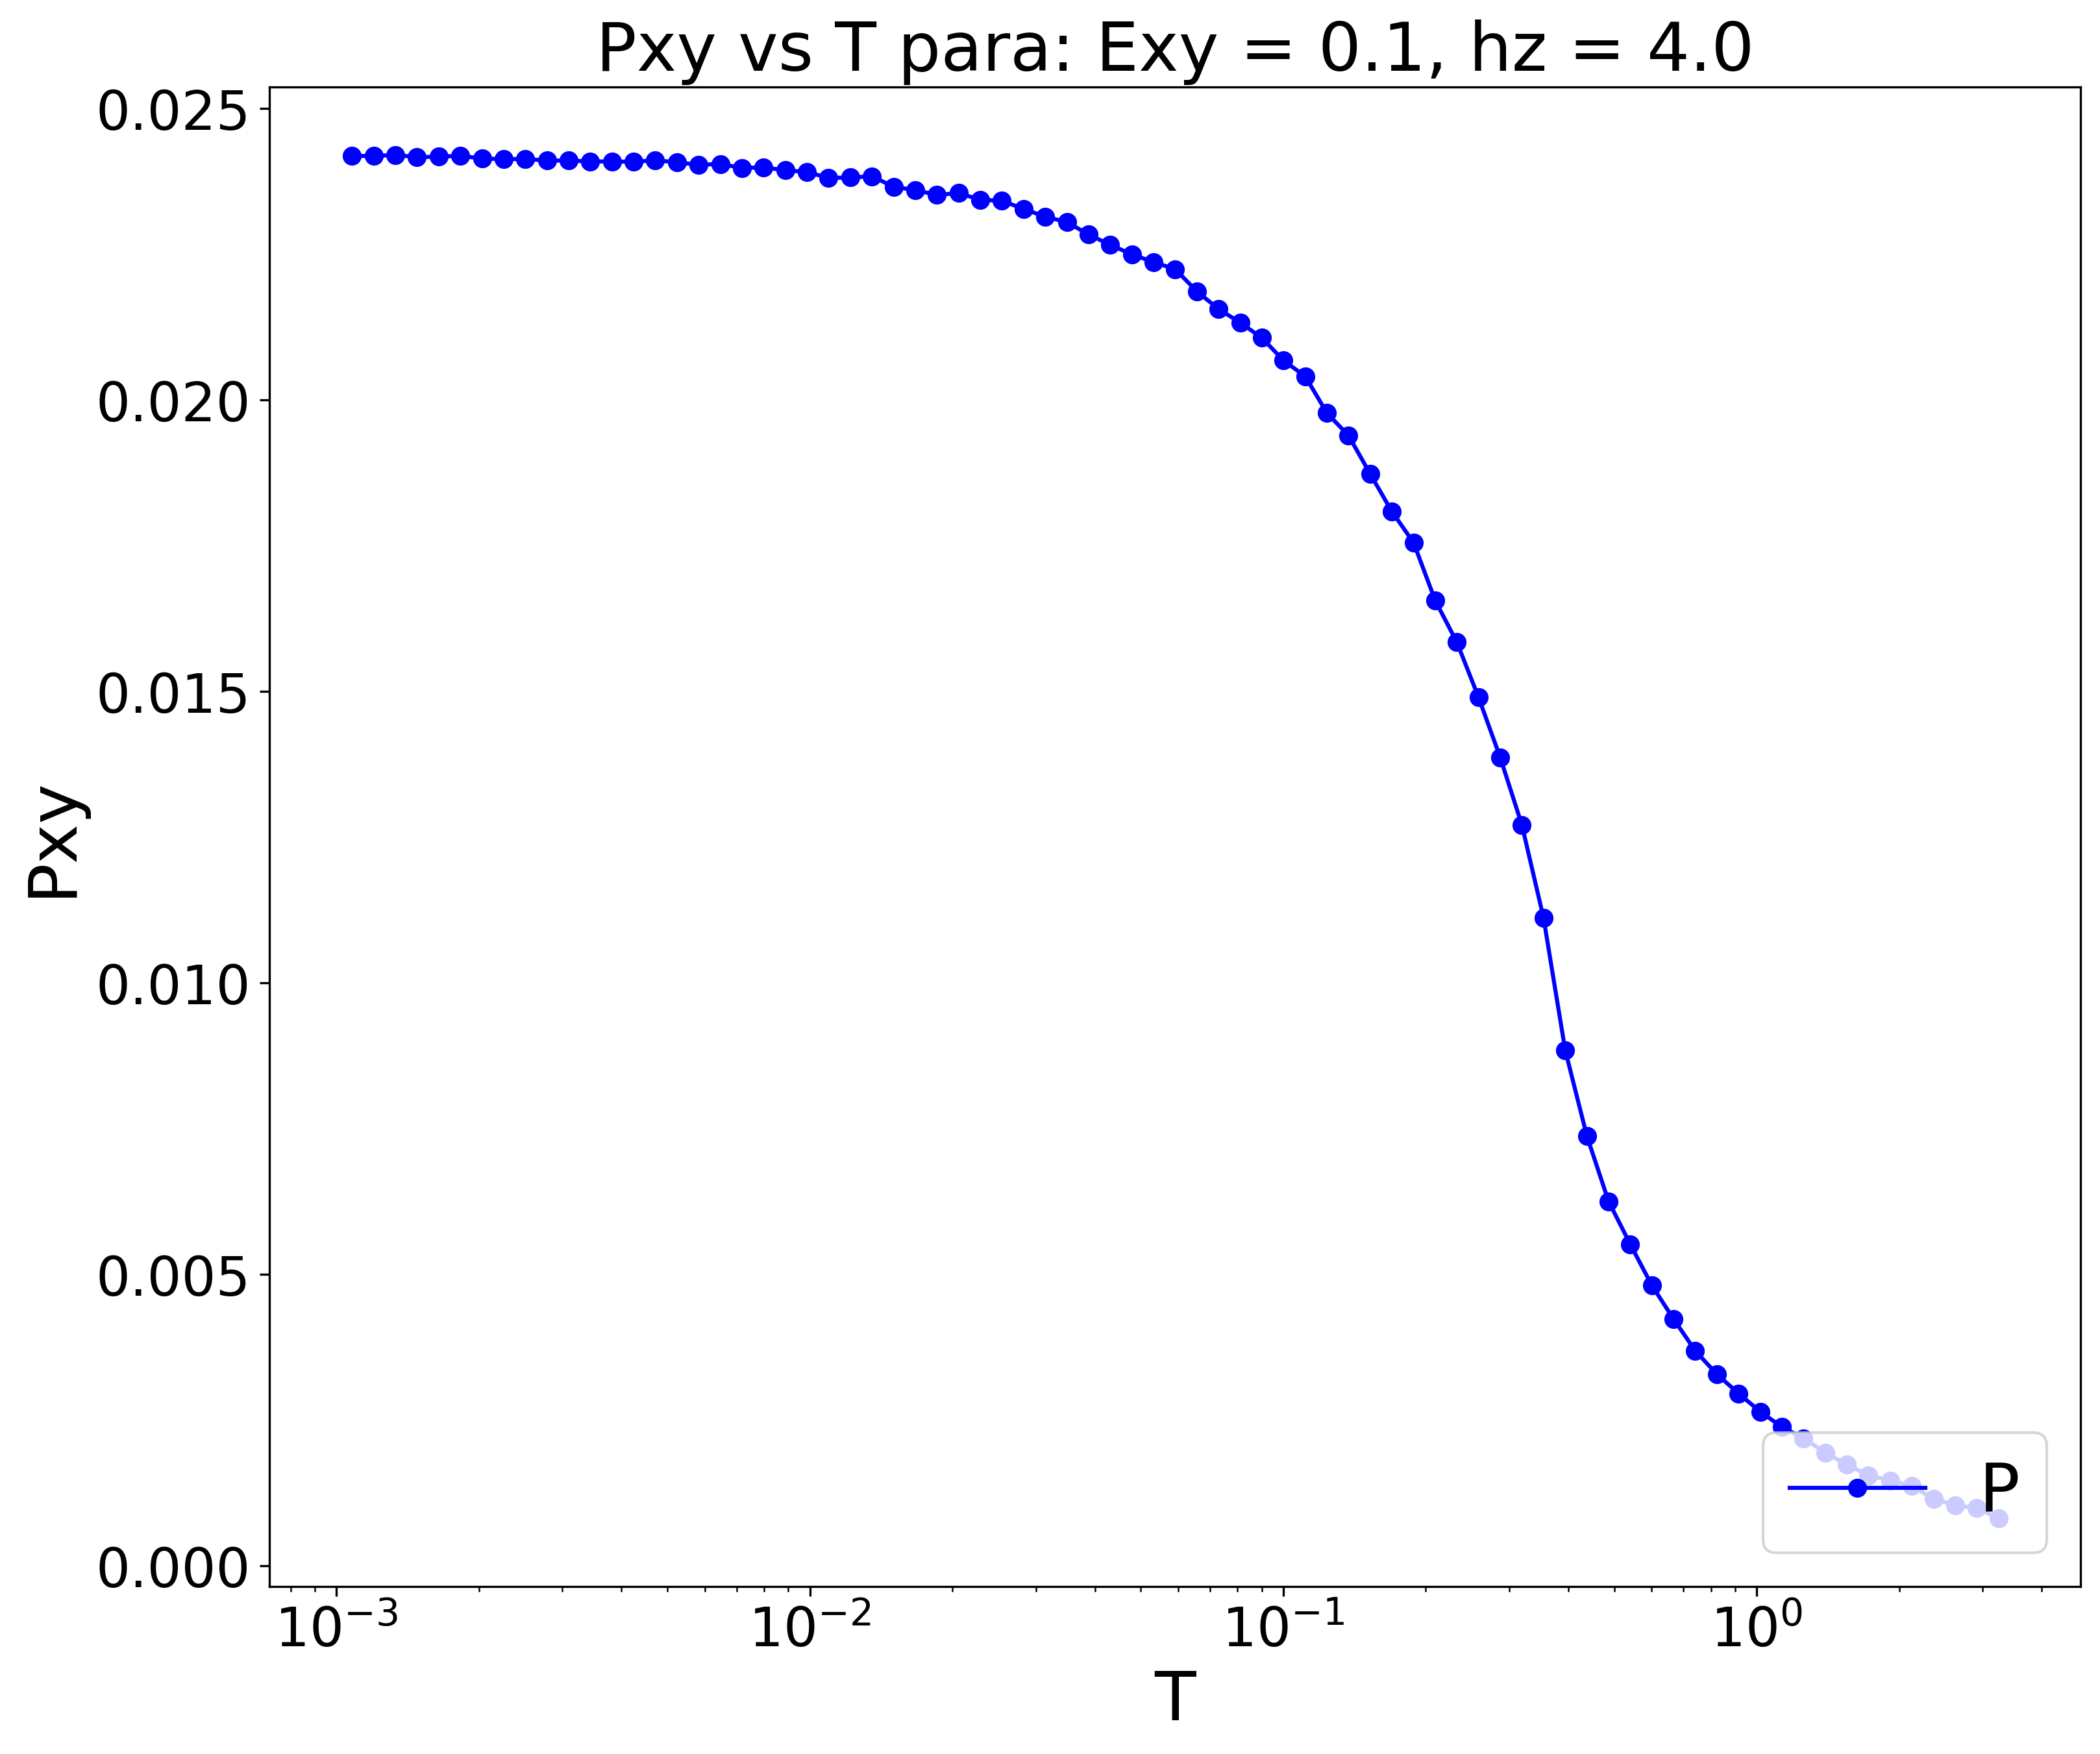 Pxy vs T para: Exy = 0.1, hz = 4.0
0.025
0.020
0.015
0.010
0.005
0.000
Pxy
P
10⁻³ 10⁻² 10⁻¹ 10⁰
T